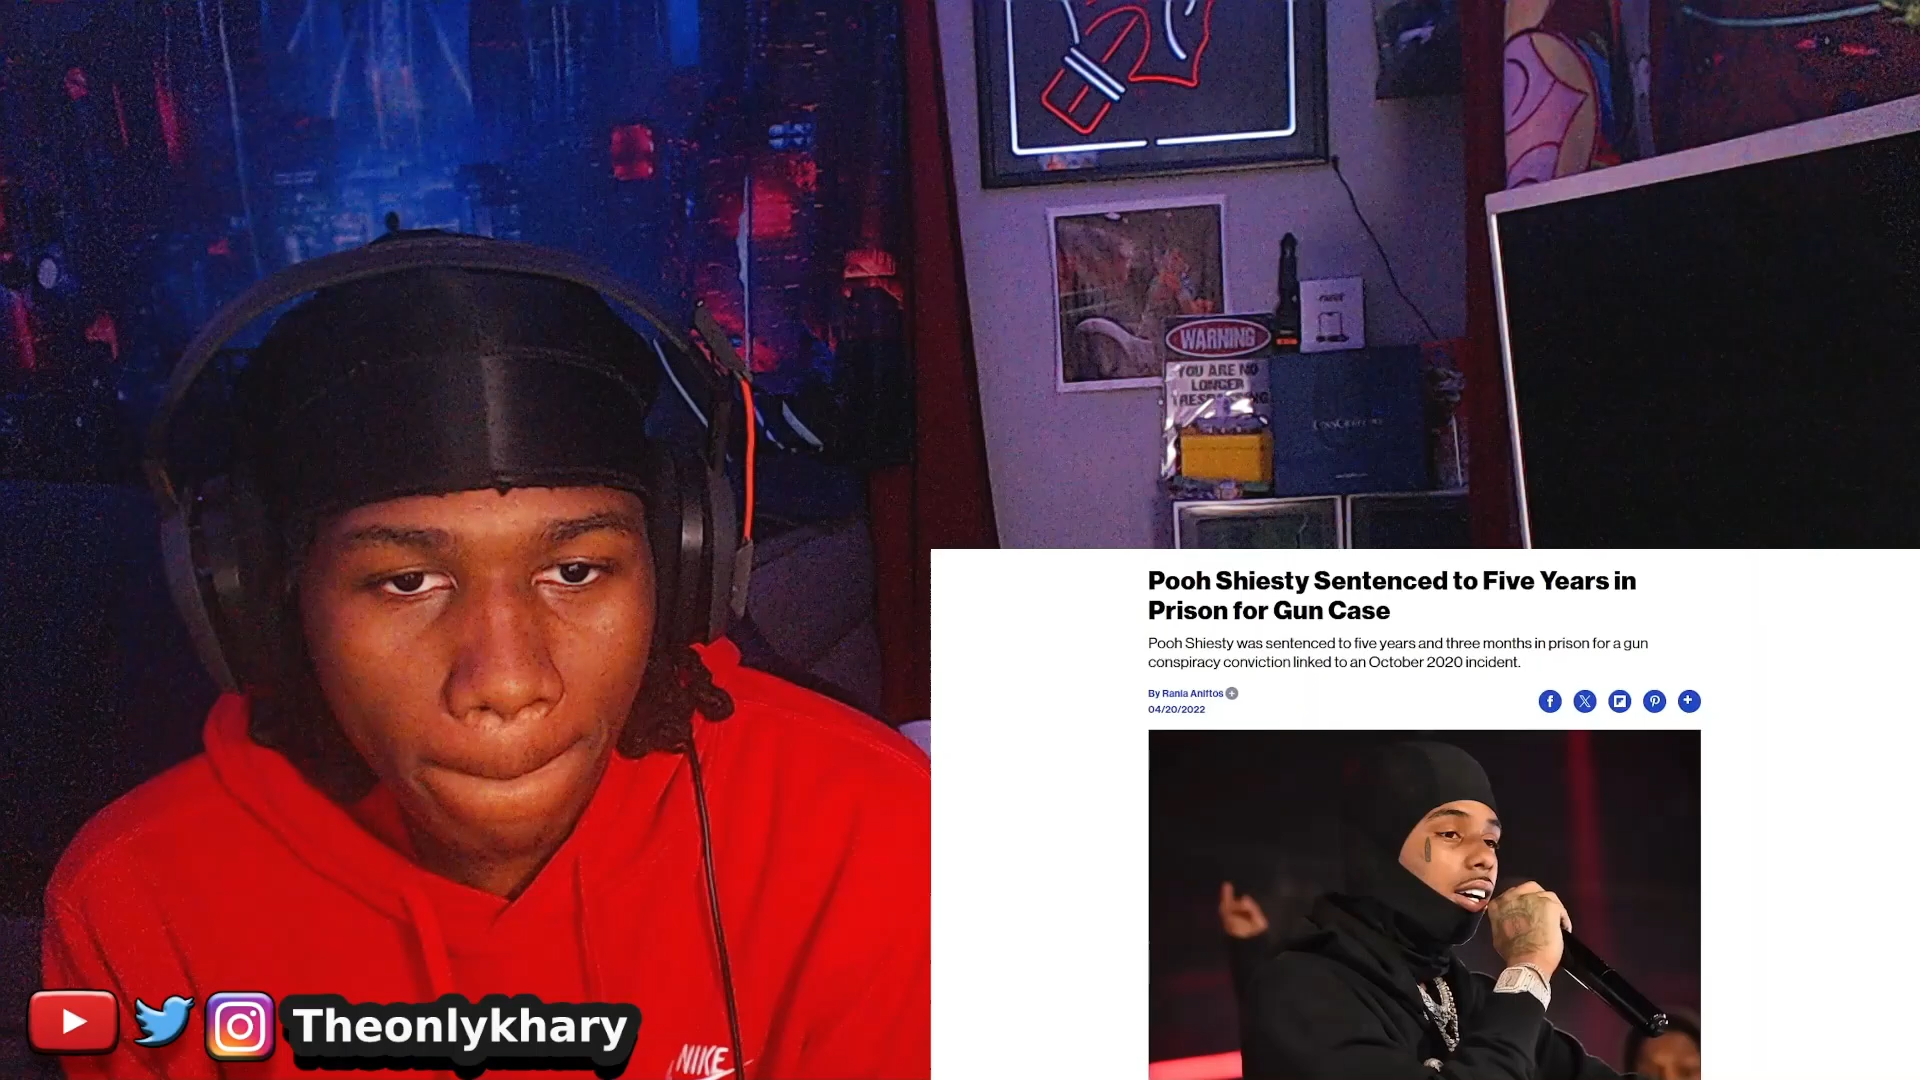 WARNING
YOU ARE NO
LONGER
Pooh Shiesty Sentenced to Five Years in
Prison for Gun Case
Pooh Shiesty was sentenced to five years and three months in prison for a gun
conspiracy conviction linked to an October 2020 incident.
By Rania Aniftos
04/20/2022
Theonlykhary
NIKE